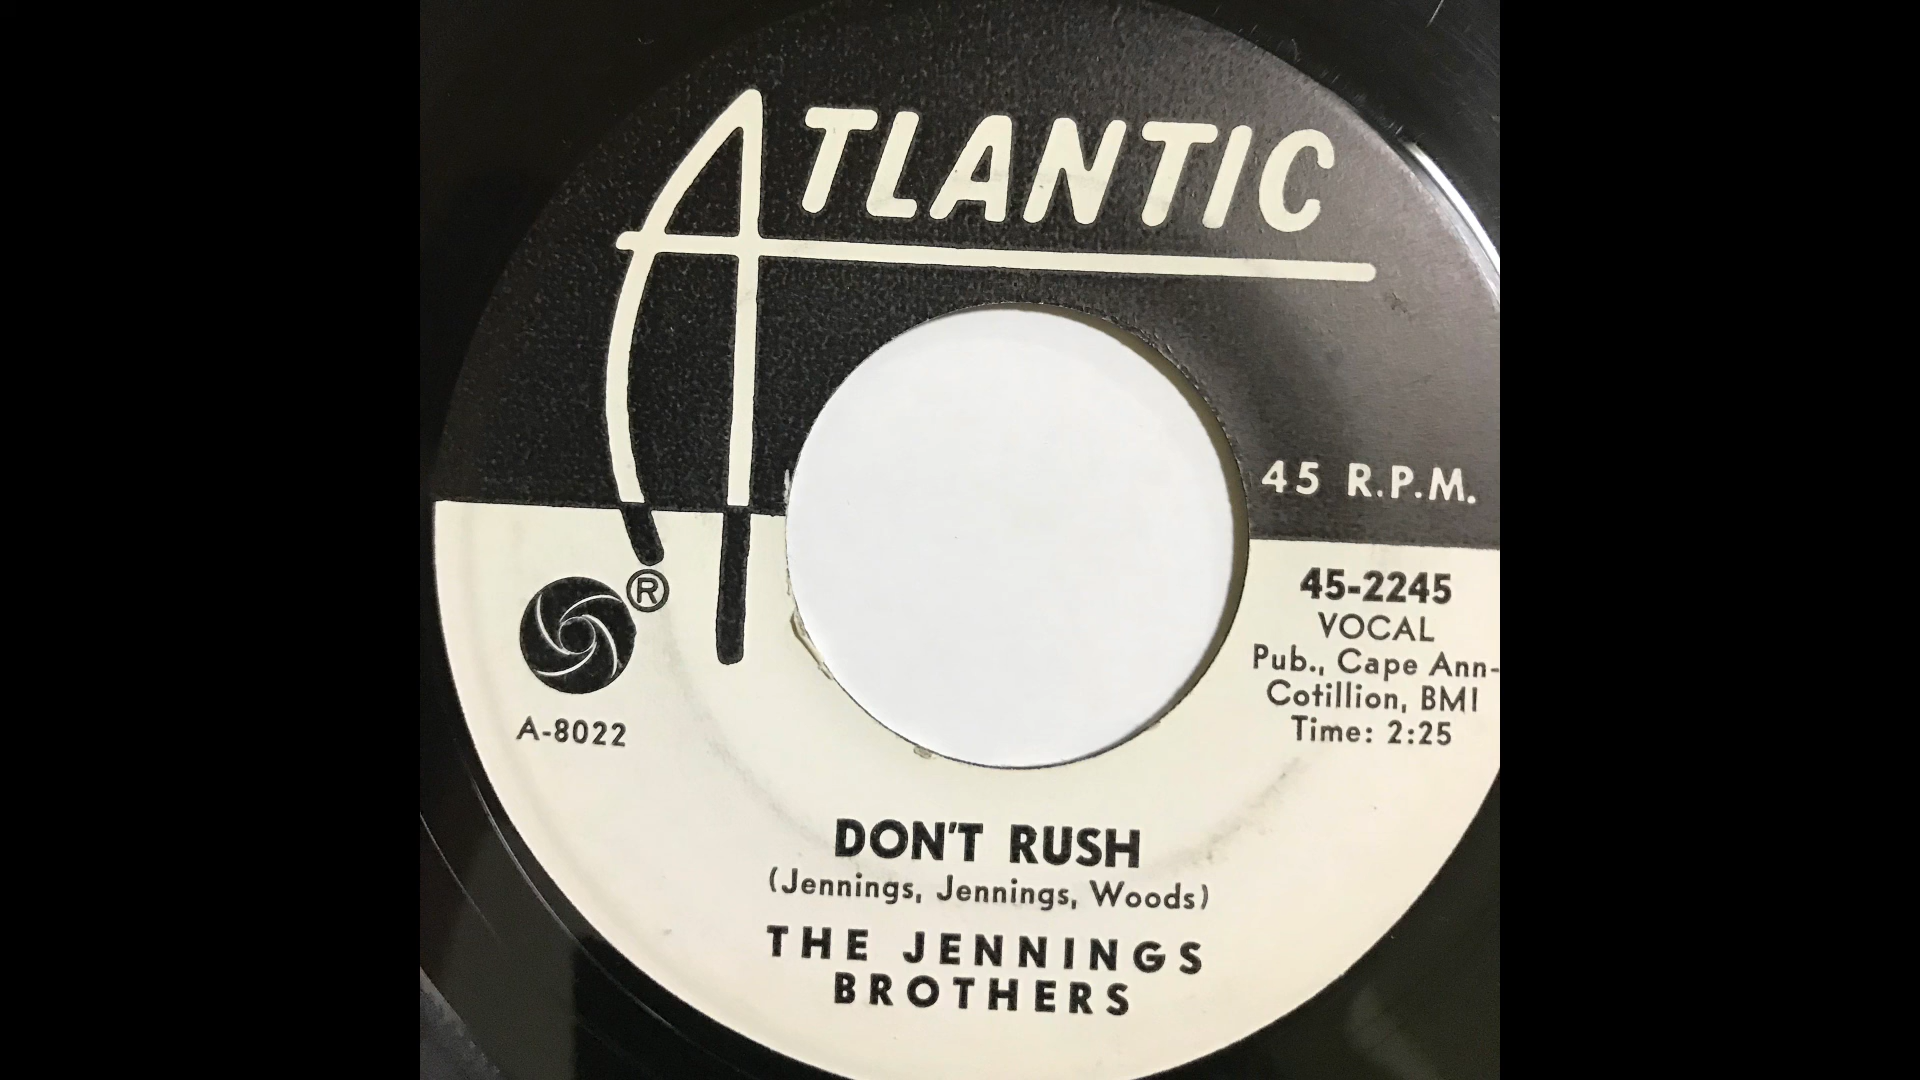 ATLANTIC
45 R.P.M.
®
45-2245
VOCAL
Pub., Cape Ann-
Cotillion, BMI
Time: 2:25
A-8022
DON'T RUSH
(Jennings, Jennings, Woods)
THE JENNINGS
BROTHERS